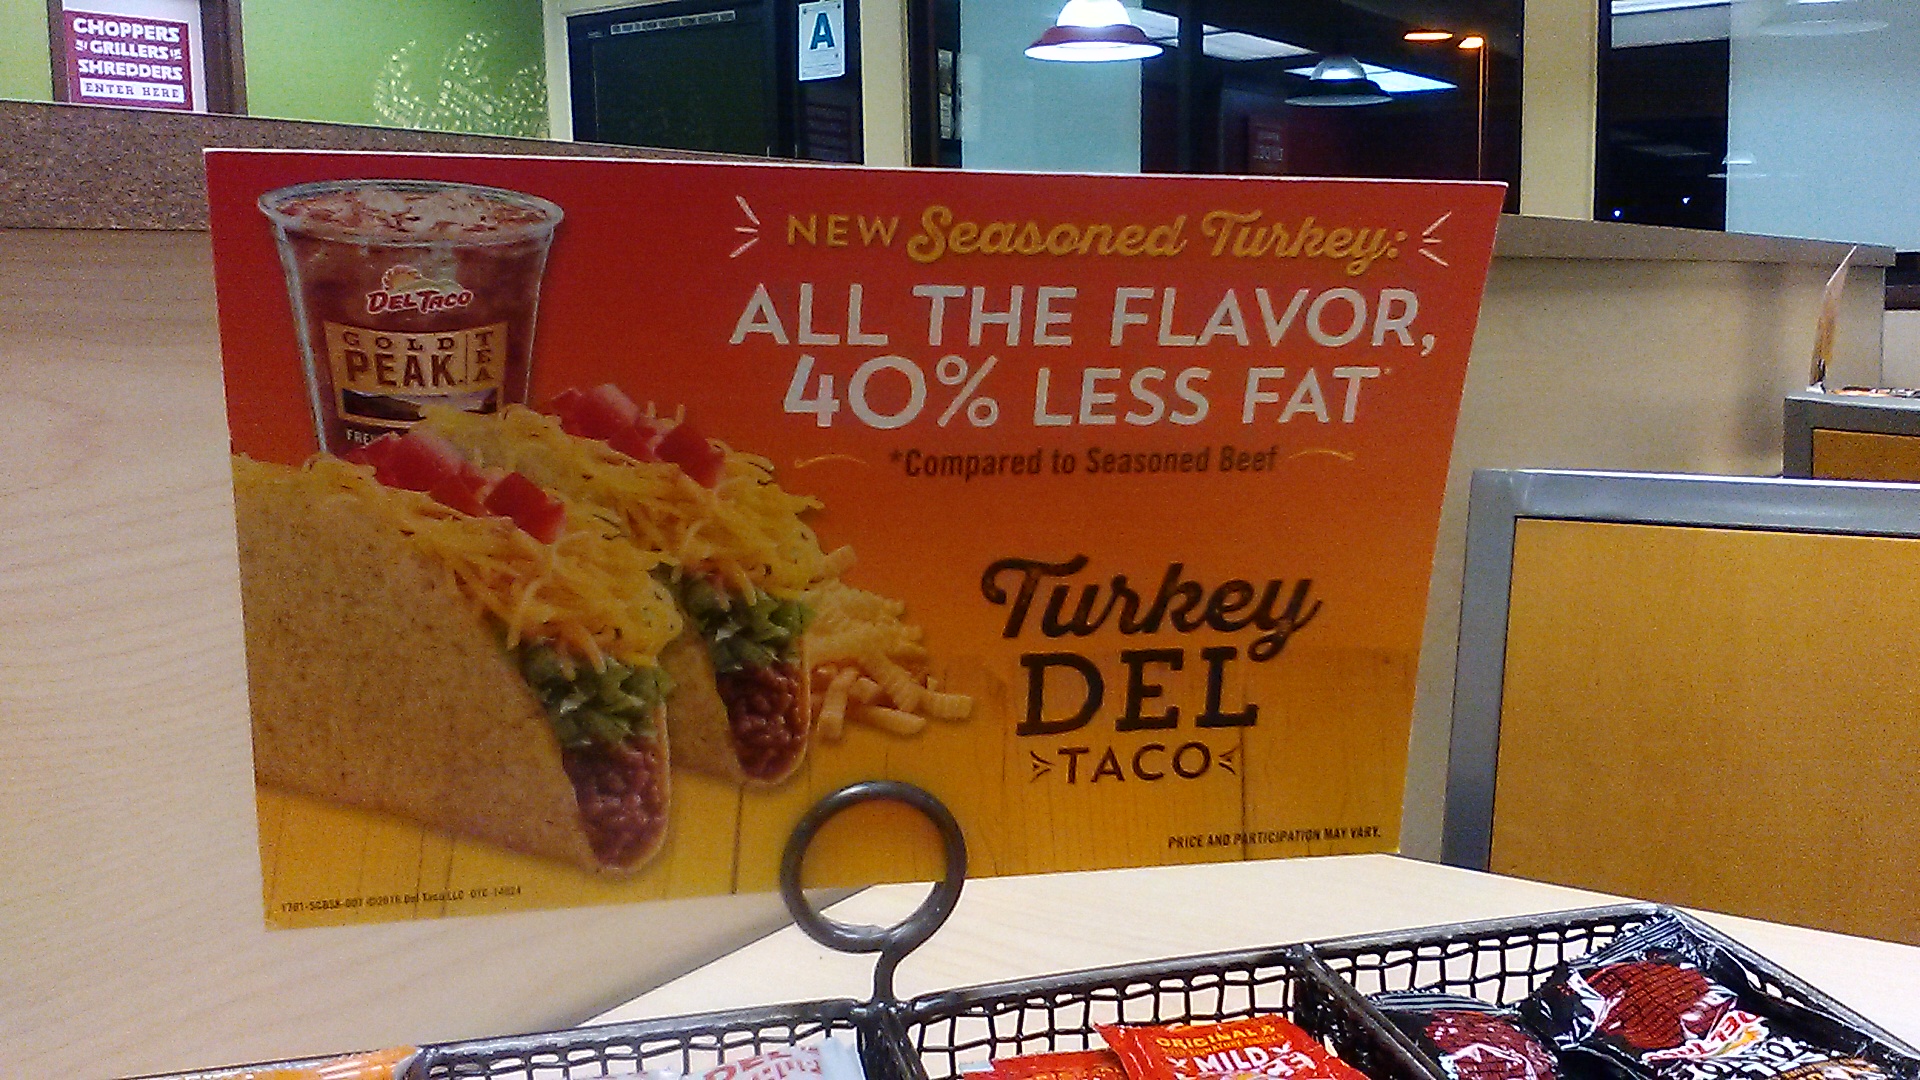 CHOPPERS
GRILLERS
SHREDDERS
ENTER HERE
A
NEW Seasoned Turkey:
ALL THE FLAVOR,
40% LESS FAT*
*Compared to Seasoned Beef
DEL TACO
GOLD
PEAK
TEA
Turkey
DEL
TACO
PRICE AND PARTICIPATION MAY VARY.
ORIGINAL
MILD